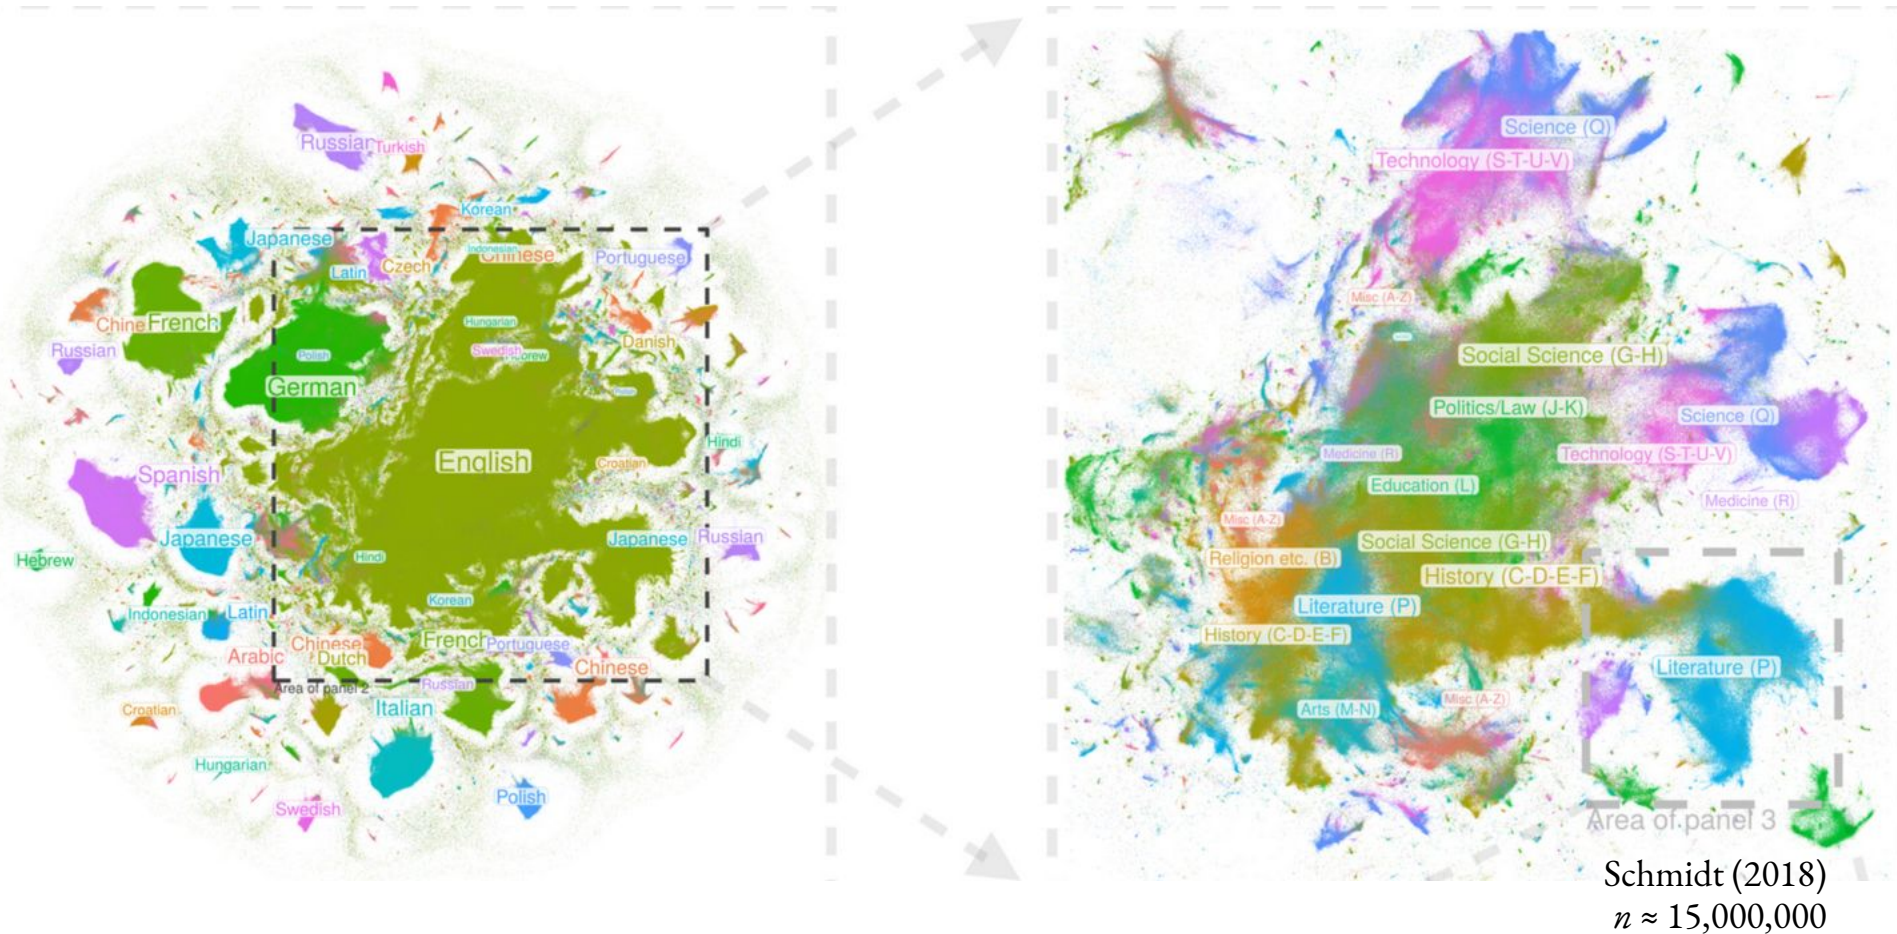 Russian
Turkish
Korean
Japanese
Indonesian
Chinese
Portuguese
Latin
Czech
Chine
French
Hungarian
Danish
Russian
Swedish
Hebrew
Polish
German
Hindi
English
Croatian
Spanish
Japanese
Japanese
Russian
Hebrew
Hindi
Korean
Indonesian
Latin
Chinese
French
Portuguese
Arabic
Dutch
Chinese
Area of panel 2
Russian
Croatian
Italian
Hungarian
Swedish
Polish
Science (Q)
Technology (S-T-U-V)
Misc (A-Z)
Social Science (G-H)
Politics/Law (J-K)
Science (Q)
Medicine (R)
Technology (S-T-U-V)
Education (L)
Medicine (R)
Misc (A-Z)
Social Science (G-H)
Religion etc. (B)
History (C-D-E-F)
Literature (P)
History (C-D-E-F)
Literature (P)
Misc (A-Z)
Arts (M-N)
Area of panel 3
Schmidt (2018)
n ≈ 15,000,000